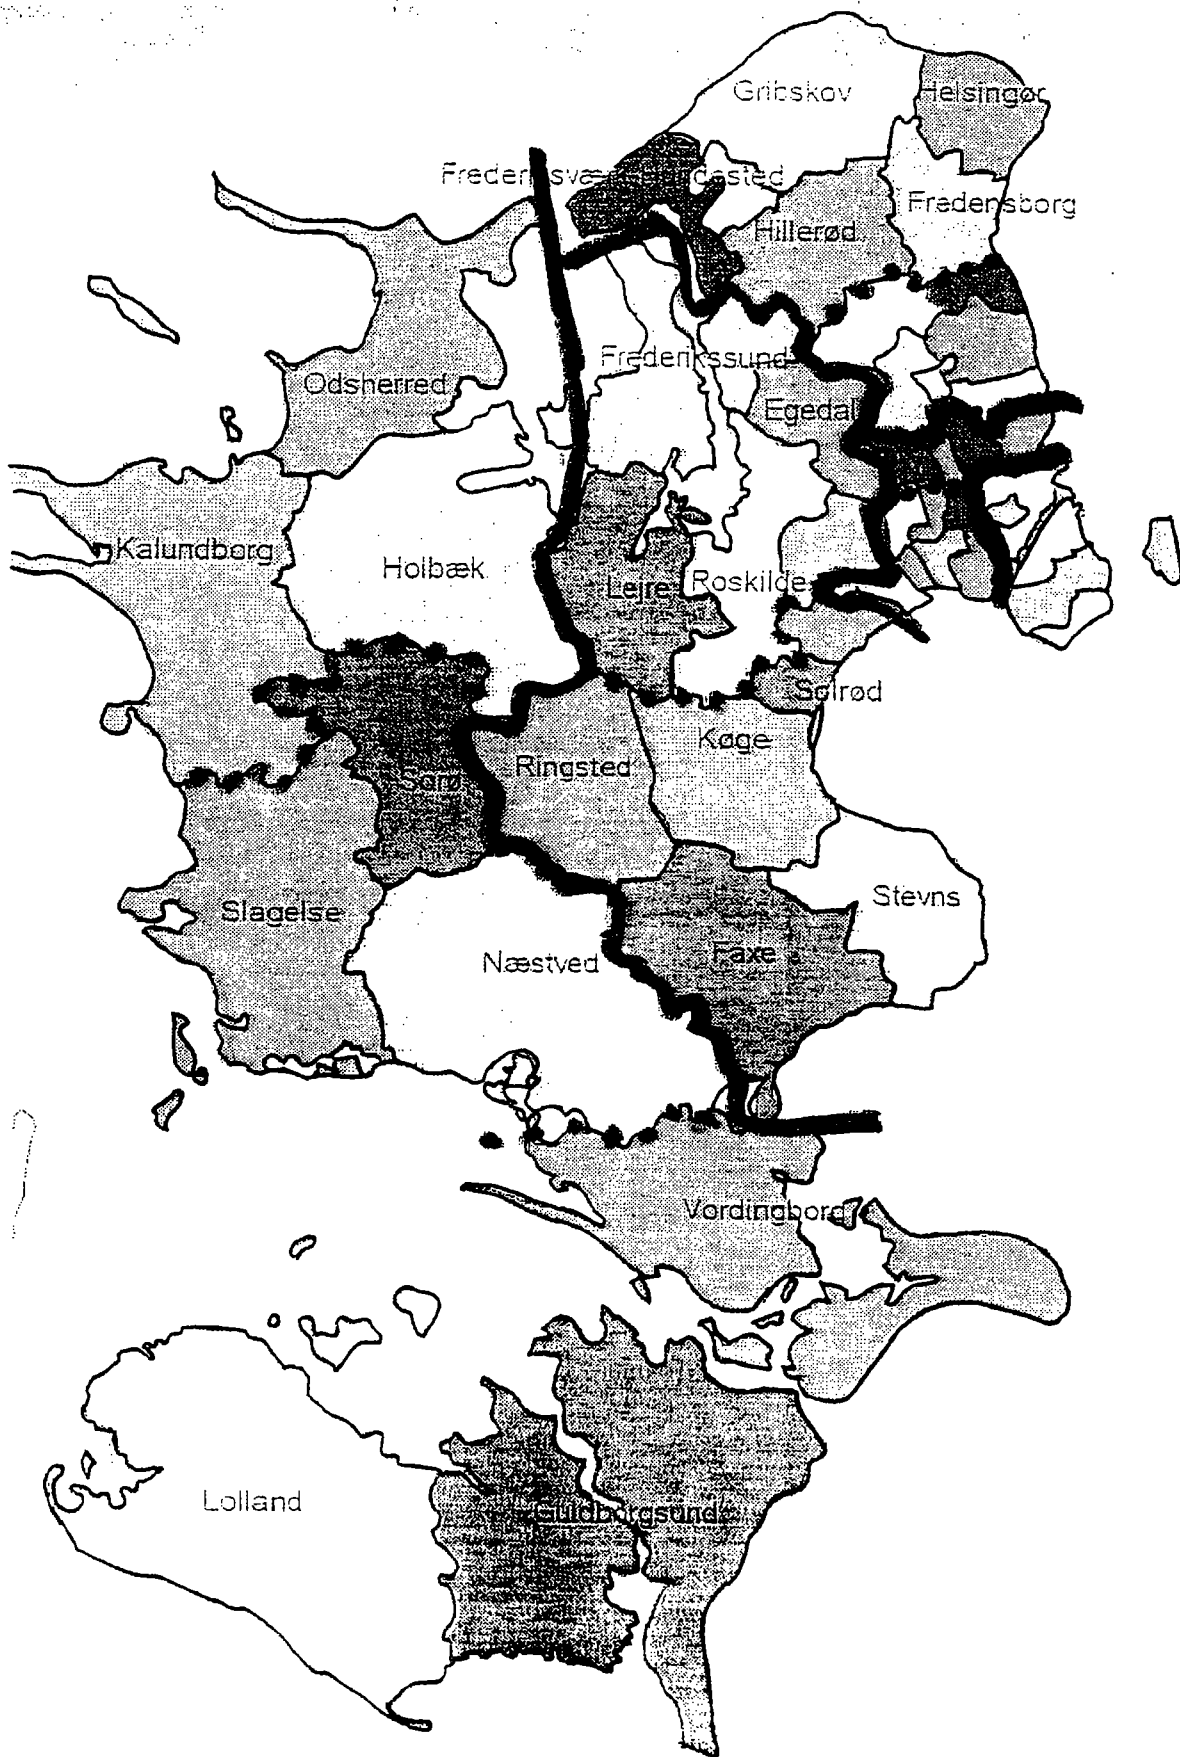 Gribskov
Helsingør
Fredensborg
Hillerød
Frederikssund
Odsherred
Egedal
Kalundborg
Holbæk
Lejre
Roskilde
Solrød
Køge
Ringsted
Sorø
Stevns
Slagelse
Faxe
Næstved
Vordingborg
Lolland
Guldborgsund